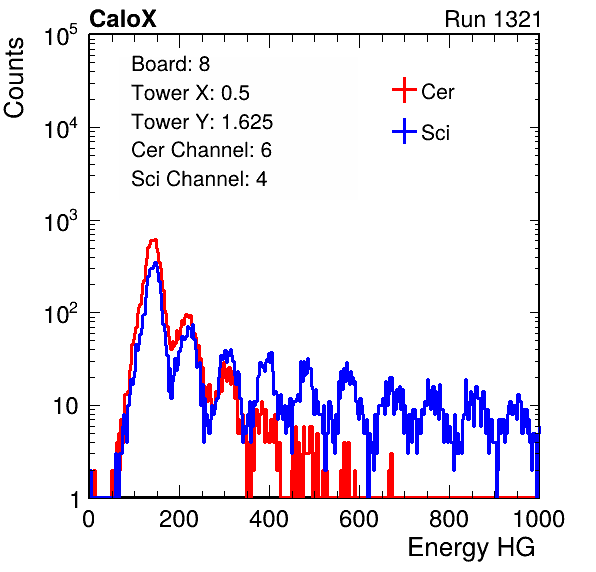 CaloX Run 1321
Counts
Board: 8
Tower X: 0.5
Tower Y: 1.625
Cer Channel: 6
Sci Channel: 4
Cer
Sci
10^5
10^4
10^3
10^2
10
1
0 200 400 600 800 1000
Energy HG